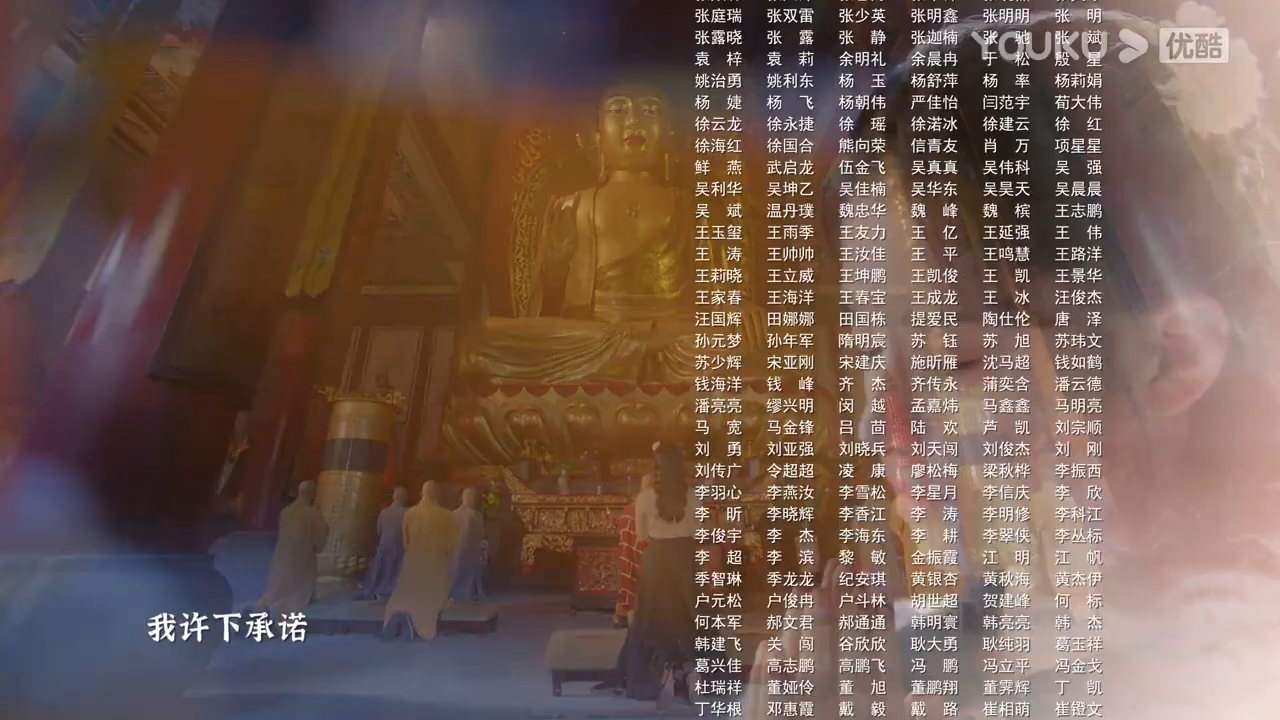 张庭瑞 张双雷 张少英 张明鑫 张明明 张 明
张露晓 张 露 张 静 张迦楠 张 驰 张 斌
YOUKU 优酷
袁 梓 袁 莉 余明礼 余晨冉 于 松 殷 星
姚治勇 姚利东 杨 玉 杨舒萍 杨 率 杨莉娟
杨 婕 杨 飞 杨朝伟 严佳怡 闫范宇 荀大伟
徐云龙 徐永捷 徐 瑶 徐渃冰 徐建云 徐 红
徐海红 徐国合 熊向荣 信青友 肖 万 项星星
鲜 燕 武启龙 伍金飞 吴真真 吴伟科 吴 强
吴利华 吴坤乙 吴佳楠 吴华东 吴昊天 吴晨晨
吴 斌 温丹璞 魏忠华 魏 峰 魏 槟 王志鹏
王玉玺 王雨季 王友力 王 亿 王延强 王 伟
王 涛 王帅帅 王汝佳 王 平 王鸣慧 王路洋
王莉晓 王立威 王坤鹏 王凯俊 王 凯 王景华
王家春 王海洋 王春宝 王成龙 王 冰 汪俊杰
汪国辉 田娜娜 田国栋 提爱民 陶仕伦 唐 泽
孙元梦 孙年军 隋明宸 苏 钰 苏 旭 苏玮文
苏少辉 宋亚刚 宋建庆 施昕雁 沈马超 钱如鹤
钱海洋 钱 峰 齐 杰 齐传永 蒲奕含 潘云德
潘亮亮 缪兴明 闵 越 孟嘉炜 马鑫鑫 马明亮
马 宽 马金锋 吕 茴 陆 欢 芦 凯 刘宗顺
刘 勇 刘亚强 刘晓兵 刘天闯 刘俊杰 刘 刚
刘传广 令超超 凌 康 廖松梅 梁秋桦 李振西
李羽心 李燕汝 李雪松 李星月 李信庆 李 欣
李 昕 李晓辉 李香江 李 涛 李明修 李科江
李俊宇 李 杰 李海东 李 耕 李翠侠 李丛标
李 超 李 滨 黎 敏 金振霞 江 明 江 帆
季智琳 季龙龙 纪安琪 黄银杏 黄秋海 黄杰伊
户元松 户俊冉 户斗林 胡世超 贺建峰 何 标
何本军 郝文君 郝通通 韩明寰 韩亮亮 韩 杰
韩建飞 关 闯 谷欣欣 耿大勇 耿纯羽 葛玉祥
葛兴佳 高志鹏 高鹏飞 冯 鹏 冯立平 冯金戈
杜瑞祥 董娅伶 董 旭 董鹏翔 董霁辉 丁 凯
丁华根 邓惠霞 戴 毅 戴 路 崔相萌 崔镫文
我许下承诺